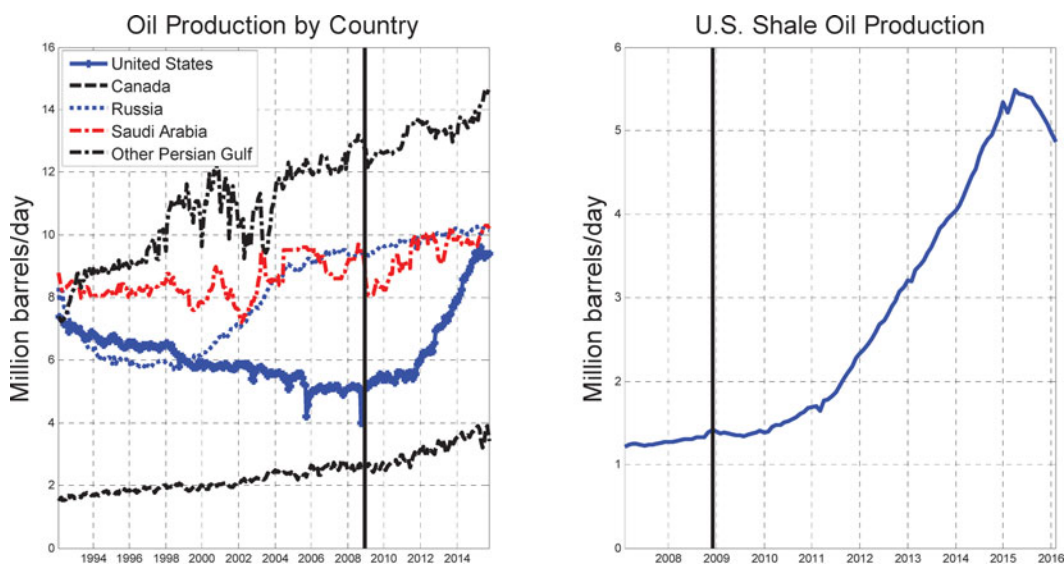 Oil Production by Country
Million barrels/day
16
14
12
10
8
6
4
2
0
United States
Canada
Russia
Saudi Arabia
Other Persian Gulf
1994 1996 1998 2000 2002 2004 2006 2008 2010 2012 2014
U.S. Shale Oil Production
Million barrels/day
6
5
4
3
2
1
0
2008 2009 2010 2011 2012 2013 2014 2015 2016